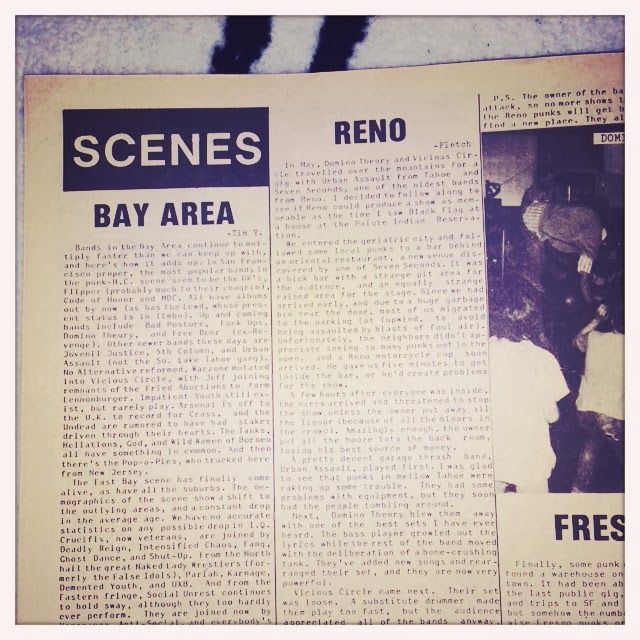 SCENES
BAY AREA
-Tim Y.
Bands in the Bay Area continue to mul-
tiply faster than we can keep up with,
and here's how it adds up. In San Fran-
cisco proper, the most popular bands in
the punk-H.C. scene seem to be the DK's,
Flipper (probably much to their chagrin),
Code of Honor and MDC. All have albums
out by now (as has the Lewd, whose pres-
ent status is in limbo). Up and coming
bands include Bad Posture, Fuck Ups,
Domino Theory, and Free Beer (ex-Re-
venge). Other newer bands these days are
Juvenil Justice, 5th Column, and Urban
Assault (not the So. Lake Tahoe gang).
No Alternative reformed, Warzone mutated
into Vicious Circle, with Jeff joining
remnants of the Fried Abortions to form
Lennonburger. Impatient Youth still ex-
ist, but rarely play. Arsenal is off to
the U.K. to record for Crass, and the
Undead are rumored to have had stakes
driven through their hearts. The Tanks,
Hellations, God, and Wild Women of Borneo
all have something in common. And then
there's the Pop-o-Pies, who trucked here
from New Jersey.
The East Bay scene has finally come
alive, as have all the suburbs. The de-
mographics of the scene show a shift to
the outlying areas, and a constant drop
in the average age. We have no accurate
statistics on any possible drop in I.Q.
Crucifix, now veterans, are joined by
Deadly Reign, Intensified Chaos, Fang,
Ghost Dance, and Shut-Up. From the North
hail the great Naked Lady Wrestlers (for-
merly the False Idols), Pariah, Karnage,
Demented Youth, and UXB. And from the
Eastern fringe, Social Unrest continues
to hold sway, although they too hardly
ever perform. They are joined now by
Anti-Social, and everybody's
RENO
-Fletch
In May, Domino Theory and Vicious Cir-
cle travelled over the mountains for a
gig with Urban Assault from Tahoe and
Seven Seconds, one of the oldest bands
from Reno. I decided to follow along to
see if Reno could produce a show as mem-
orable as the time I saw Black Flag at
a house at the Paiute Indian Reserva-
tion.
We entered the geriatric city and fol-
lowed some local punks to a bar behind
an ortal restaurant, a new venue dis-
covered by one of Seven Seconds. It was
a hick bar with a strange pit area for
the audience, and an equally strange
raised area for the stage. Since we had
arrived early, and due to a huge garbage
bin near the door, most of us migrated
to the parking lot (upwind, to avoid
being assaulted by blasts of foul air).
Unfortunately, the neighbors didn't ap-
preciate seeing so many punks out in the
open, and a Reno motorcycle cop soon
arrived. He gave us five minutes to get
inside the bar, or he'd create problems
for the show.
A few hours after everyone was inside,
the narcs arrived and threatened to stop
the show unless the owner put away all
the liquor (because of all the minors in
the crowd). Amazingly enough, the owner
put all the booze into the back room,
losing his best source of money.
A pretty decent garage thrash band,
Urban Assault, played first. I was glad
to see that punks in mellow Tahoe were
raking up some trouble. They had some
problems with equipment, but they soon
had the people tumbling around.
Next, Domino Theory blew them away
with one of the best sets I have ever
heard. The bass player growled out the
lyrics while the rest of the band moved
with the deliberation of a bone-crushing
tank. They've added new songs and rear-
ranged their set, and they are now very
powerful.
Vicious Circle came next. Their set
was loose. A substitute drummer made
them play too fast, but the audience
appreciated all of the bands anyway.
P.S. The owner of the ba
attack, so no more shows t
the Reno punks will get b
find a new place. They al
DOMI
FRES
Finally, some punk
found a warehouse on
town. It had been ab
the last public gig,
and trips to SF and
but somehow the numb
wise Fresno punks